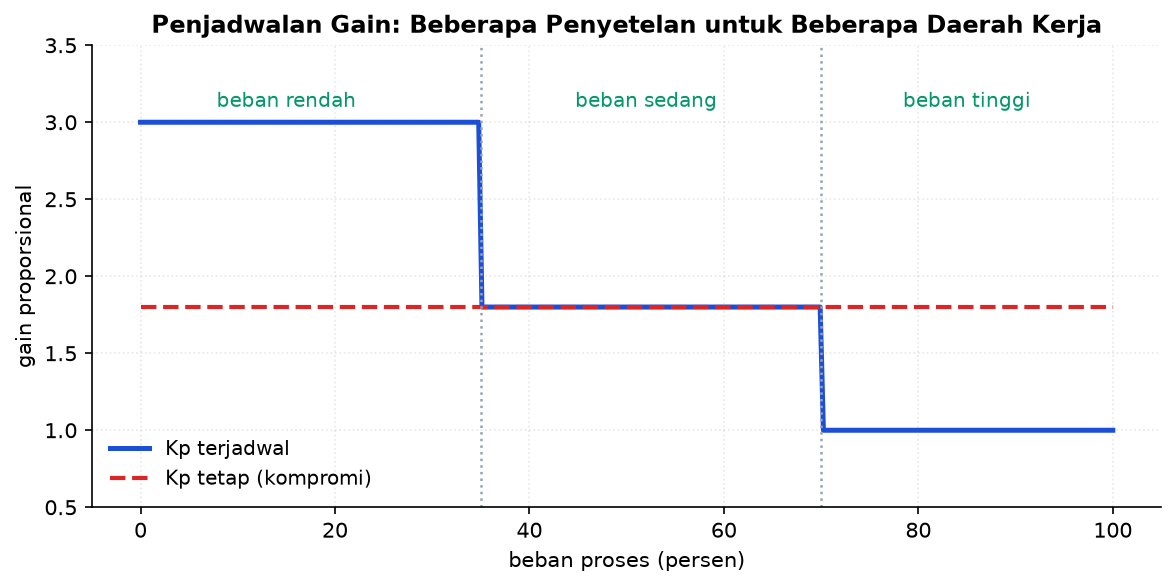 Penjadwalan Gain: Beberapa Penyetelan untuk Beberapa Daerah Kerja
beban rendah
beban sedang
beban tinggi
gain proporsional
3.5
3.0
2.5
2.0
1.5
1.0
0.5
Kp terjadwal
Kp tetap (kompromi)
0
20
40
60
80
100
beban proses (persen)